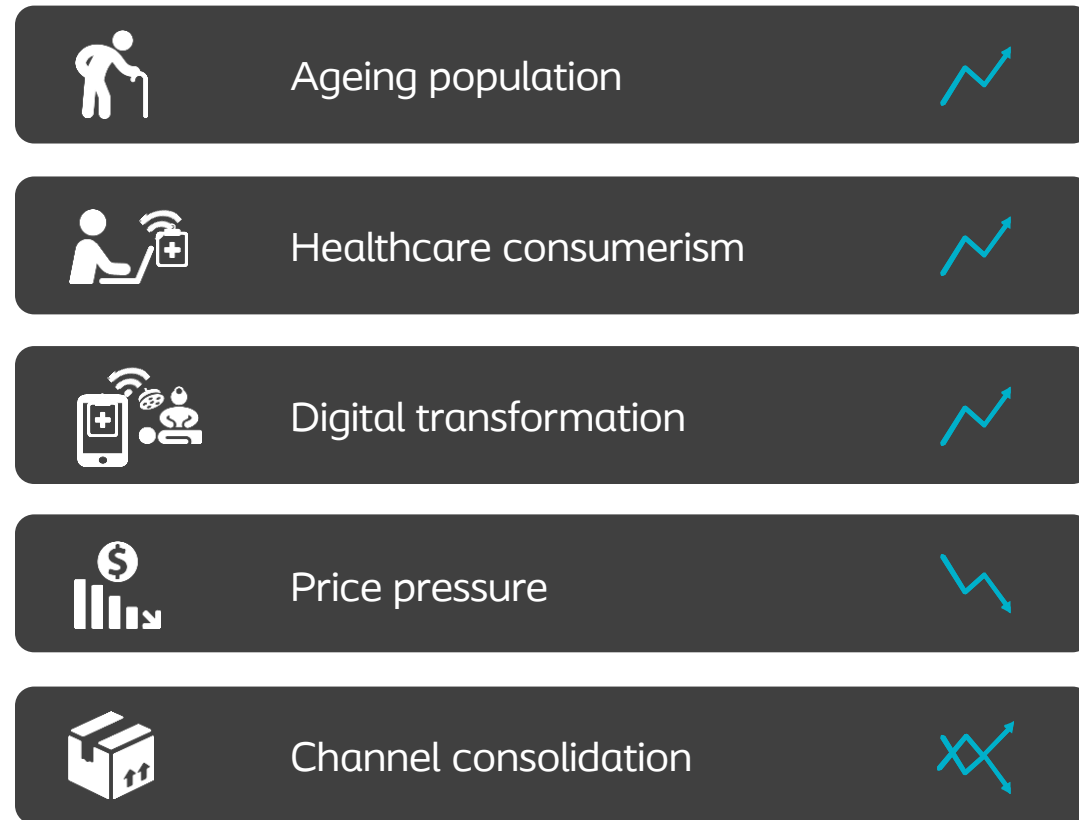 Ageing population
Healthcare consumerism
Digital transformation
$
Price pressure
Channel consolidation